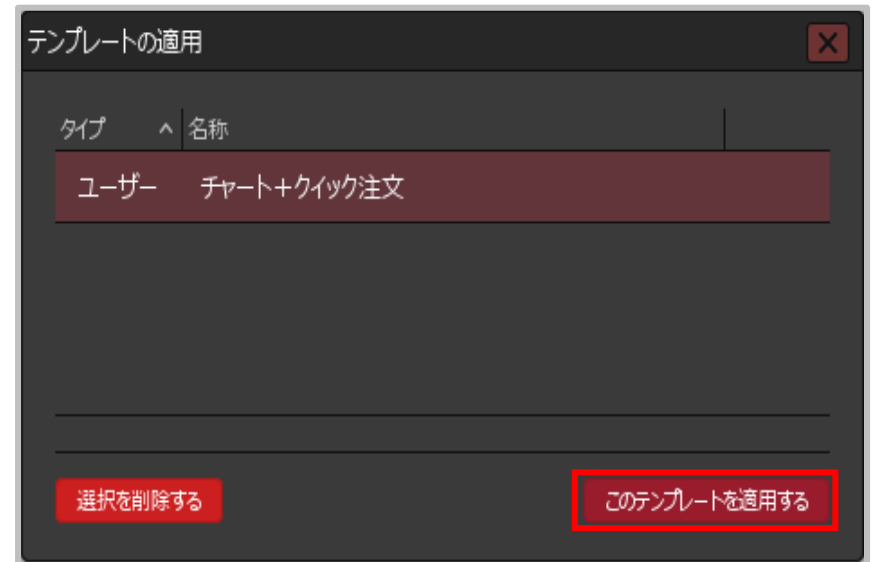 テンプレートの適用
タイプ ^ 名称
ユーザー チャート+クイック注文
選択を削除する このテンプレートを適用する